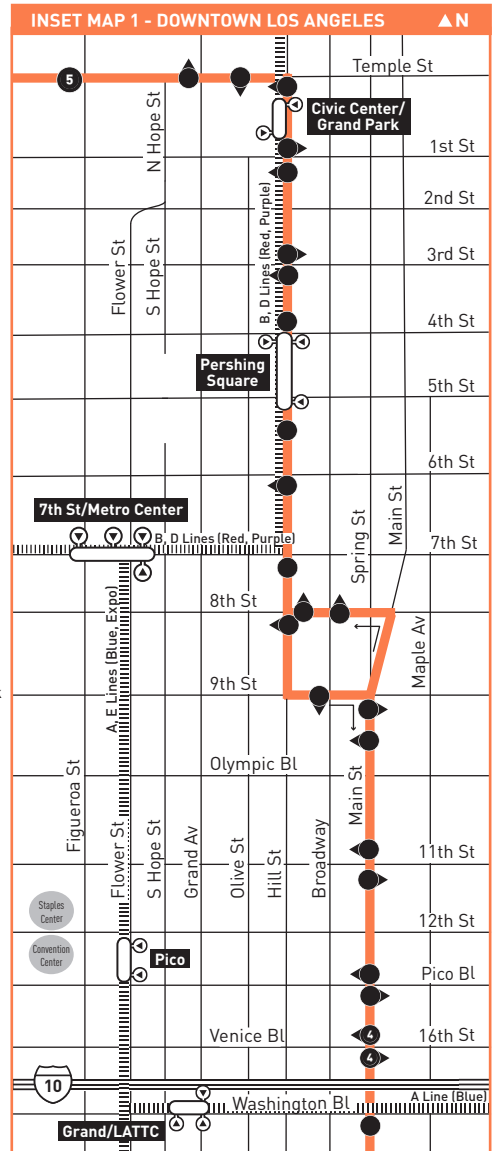 INSET MAP 1 - DOWNTOWN LOS ANGELES
N
Temple St
5
Civic Center/
Grand Park
N Hope St
1st St
2nd St
B, D Lines (Red, Purple)
Flower St
S Hope St
3rd St
4th St
Pershing
Square
5th St
6th St
7th St/Metro Center
B, D Lines (Red, Purple)
Spring St
Main St
7th St
8th St
A, E Lines (Blue, Expo)
Maple Av
9th St
Olympic Bl
Figueroa St
Main St
Flower St
S Hope St
Grand Av
Olive St
Hill St
Broadway
11th St
Staples
Center
12th St
Convention
Center
Pico
Pico Bl
Venice Bl
4
16th St
4
10
A Line (Blue)
Washington Bl
Grand/LATTC